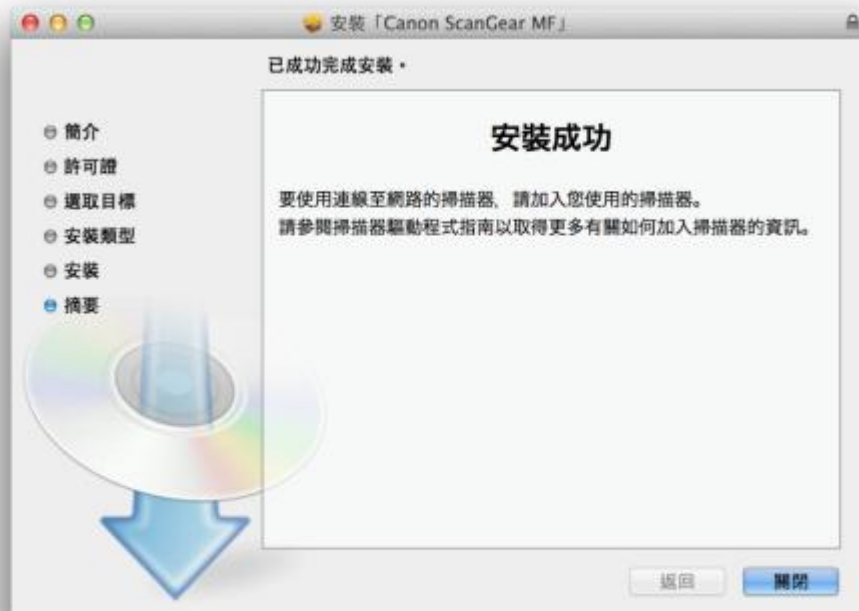 安裝「Canon ScanGear MF」
已成功完成安裝。
簡介
許可證
選取目標
安裝類型
安裝
摘要
安裝成功
要使用連線至網路的掃描器，請加入您使用的掃描器。
請參閱掃描器驅動程式指南以取得更多有關如何加入掃描器的資訊。
返回
關閉